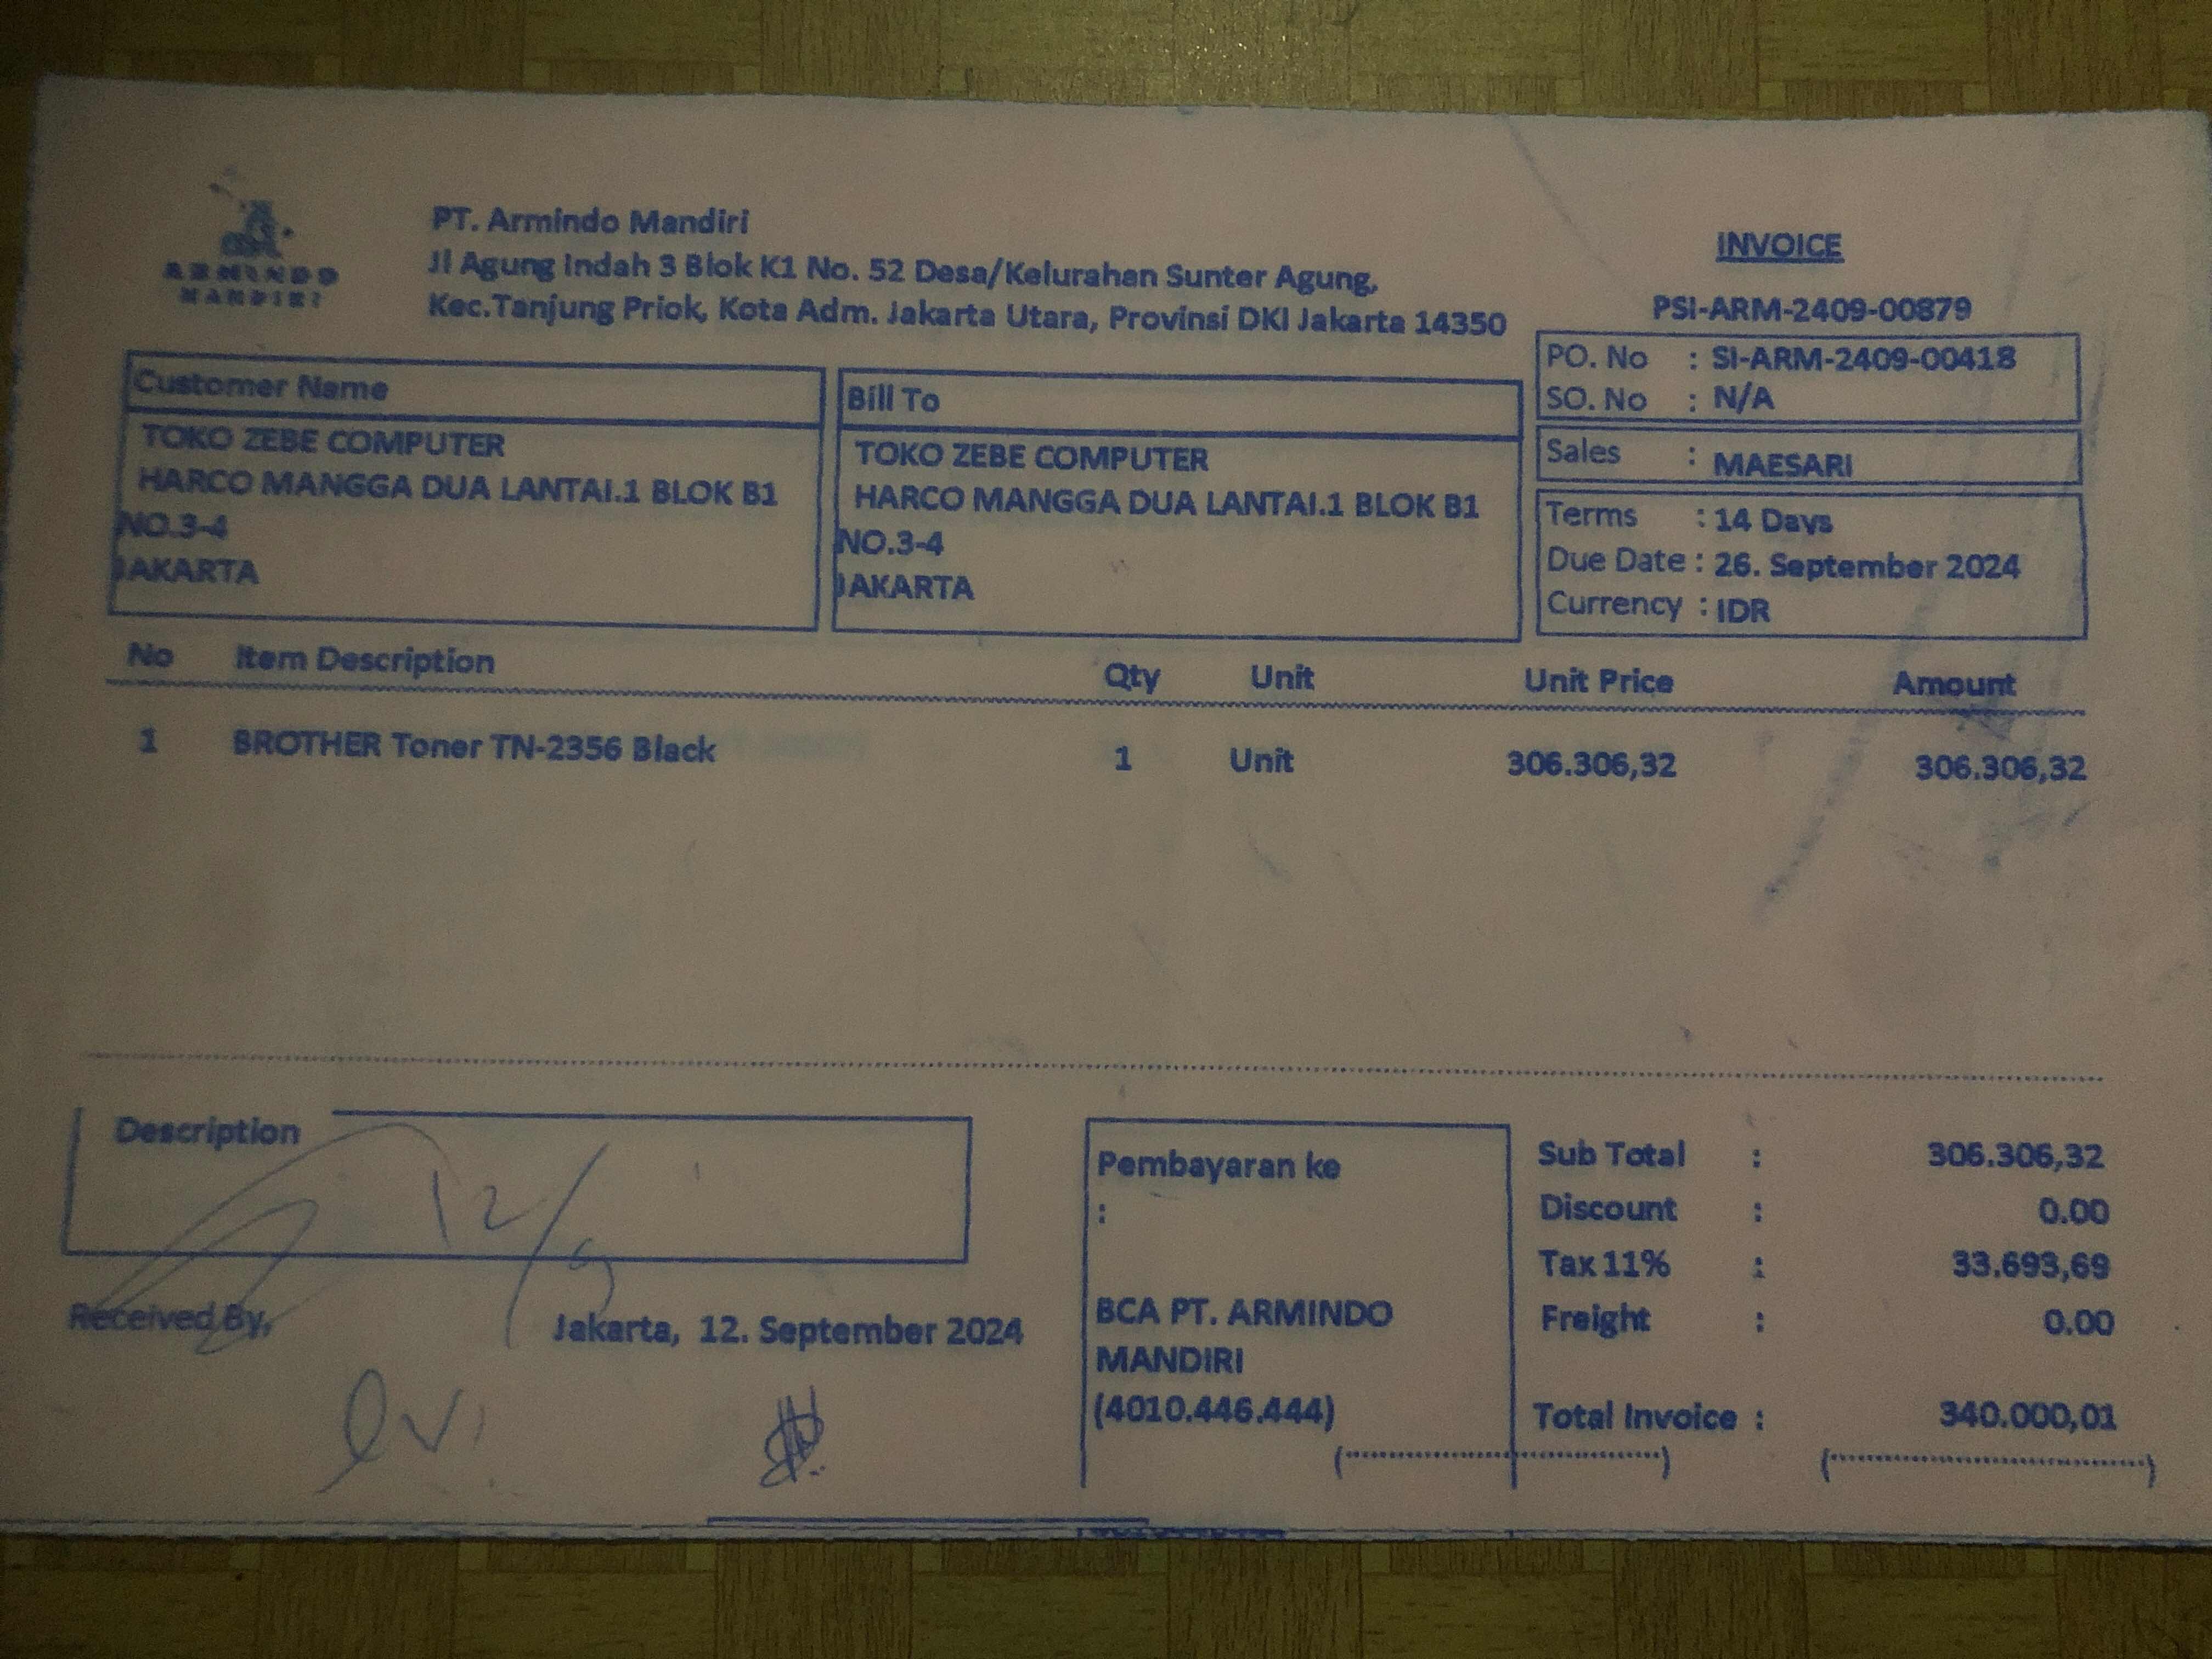 ARMINDO
MANDIRI
PT. Armindo Mandiri
Jl Agung Indah 3 Blok K1 No. 52 Desa/Kelurahan Sunter Agung,
Kec.Tanjung Priok, Kota Adm. Jakarta Utara, Provinsi DKI Jakarta 14350
INVOICE
PSI-ARM-2409-00879
PO. No : SI-ARM-2409-00418
SO. No : N/A
Sales : MAESARI
Terms : 14 Days
Due Date : 26. September 2024
Currency : IDR
Customer Name
TOKO ZEBE COMPUTER
HARCO MANGGA DUA LANTAI.1 BLOK B1
NO.3-4
JAKARTA
Bill To
TOKO ZEBE COMPUTER
HARCO MANGGA DUA LANTAI.1 BLOK B1
NO.3-4
JAKARTA
No Item Description Qty Unit Unit Price Amount
1 BROTHER Toner TN-2356 Black 1 Unit 306.306,32 306.306,32
Description
12/9
Received By,
Jakarta, 12. September 2024
Pembayaran ke
:
BCA PT. ARMINDO
MANDIRI
(4010.446.444)
Sub Total : 306.306,32
Discount : 0.00
Tax 11% : 33.693,69
Freight : 0.00
Total Invoice : 340.000,01